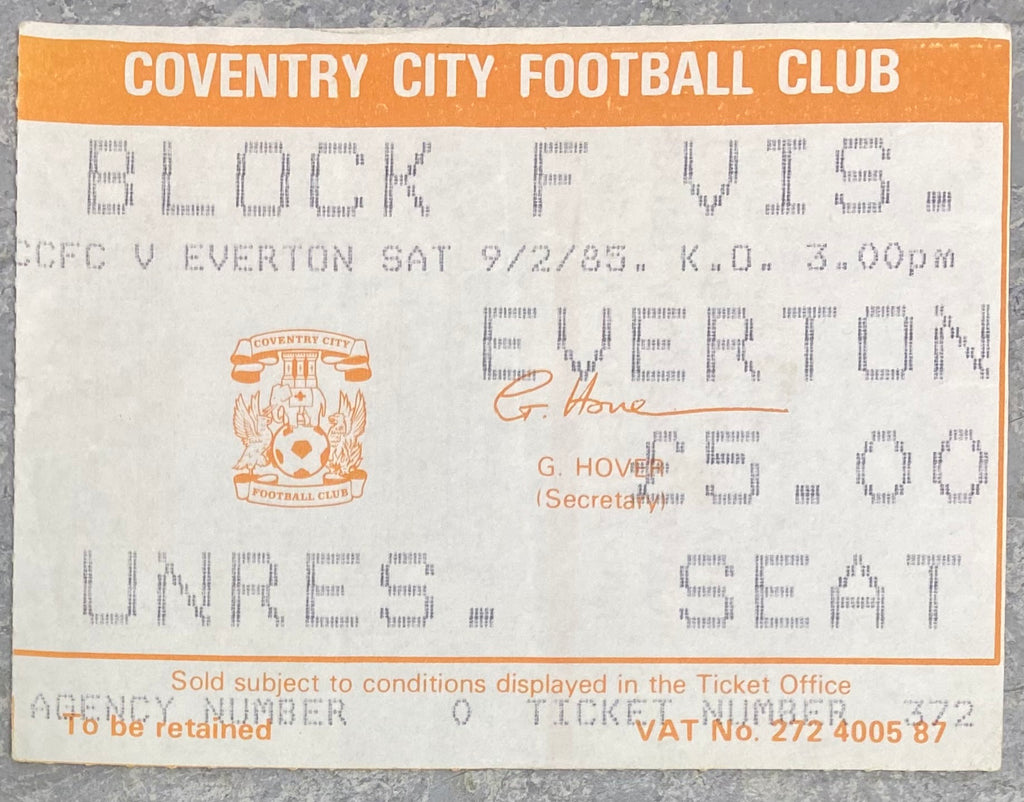 COVENTRY CITY FOOTBALL CLUB
BLOCK F VIS.
CCFC V EVERTON SAT 9/2/85. K.O. 3.00pm
EVERTON
COVENTRY CITY
FOOTBALL CLUB
G. Hover
G. HOVER
(Secretary)
£5.00
UNRES. SEAT
Sold subject to conditions displayed in the Ticket Office
AGENCY NUMBER 0 TICKET NUMBER 372
To be retained VAT No. 272 4005 87